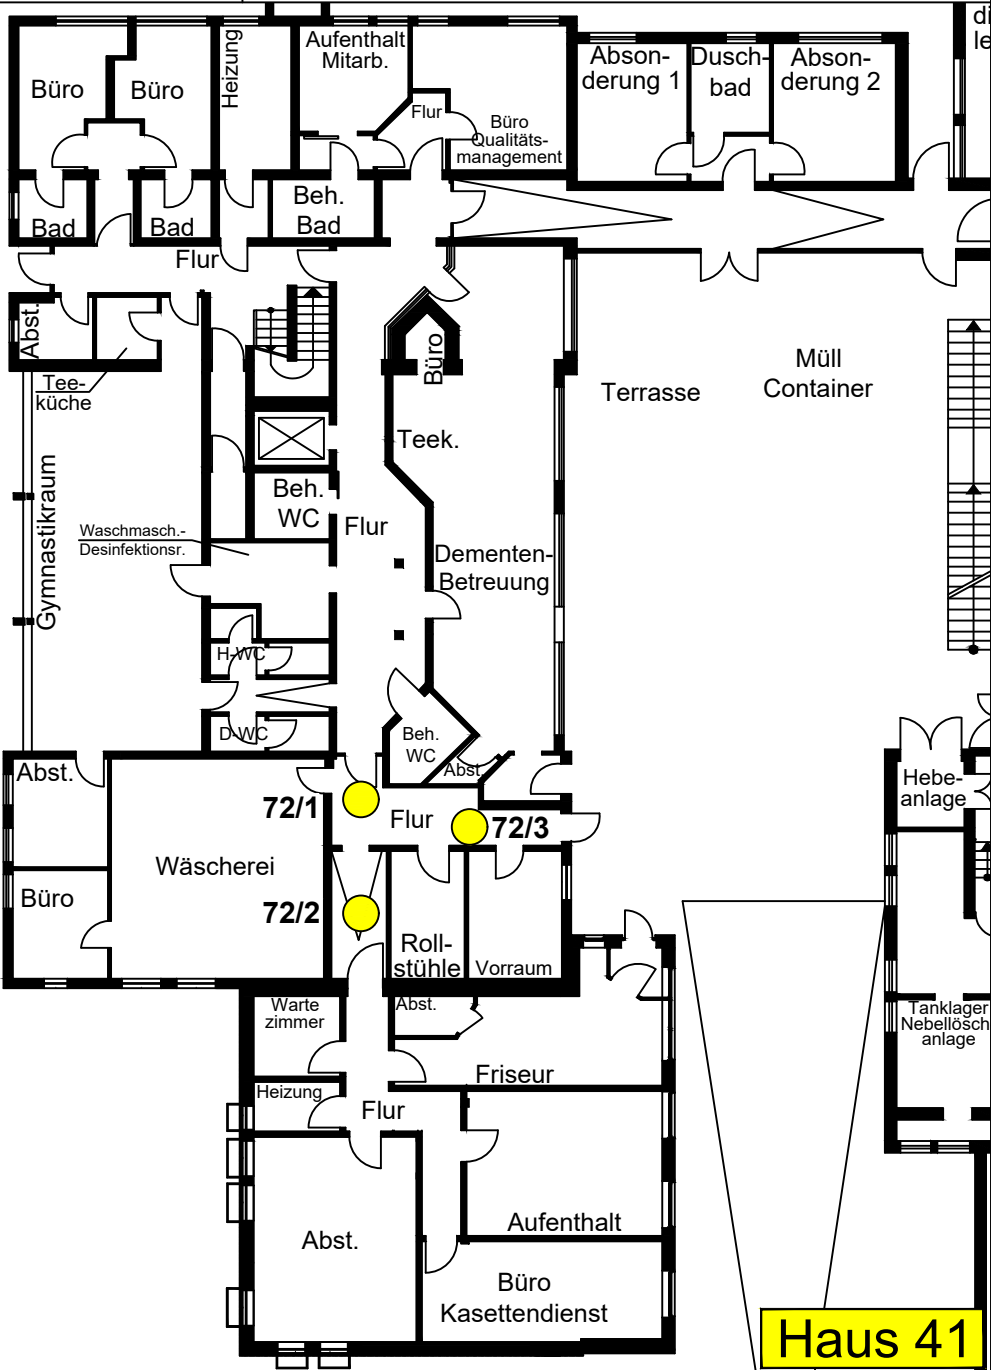 di
le
Aufenthalt
Mitarb.
Heizung
Büro
Büro
Flur
Büro
Qualitäts-
management
Abson-
derung 1
Dusch-
bad
Abson-
derung 2
Bad
Bad
Beh.
Bad
Flur
Abst.
Tee-
küche
Büro
Teek.
Terrasse
Müll
Container
Gymnastikraum
Beh.
WC
Flur
Waschmasch.-
Desinfektionsr.
Dementen-
Betreuung
H-WC
D-WC
Beh.
WC
Abst.
Abst.
Hebe-
anlage
72/1
Flur
72/3
Wäscherei
Büro
72/2
Roll-
stühle
Vorraum
Warte
zimmer
Abst.
Tanklager
Nebellösch
anlage
Friseur
Heizung
Flur
Aufenthalt
Abst.
Büro
Kasettendienst
Haus 41